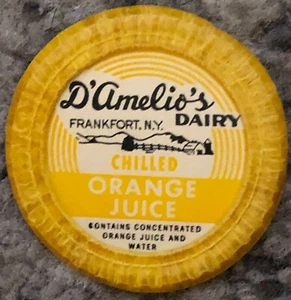 D'Amelio's
DAIRY
FRANKFORT, N.Y.
CHILLED
ORANGE
JUICE
CONTAINS CONCENTRATED
ORANGE JUICE AND
WATER